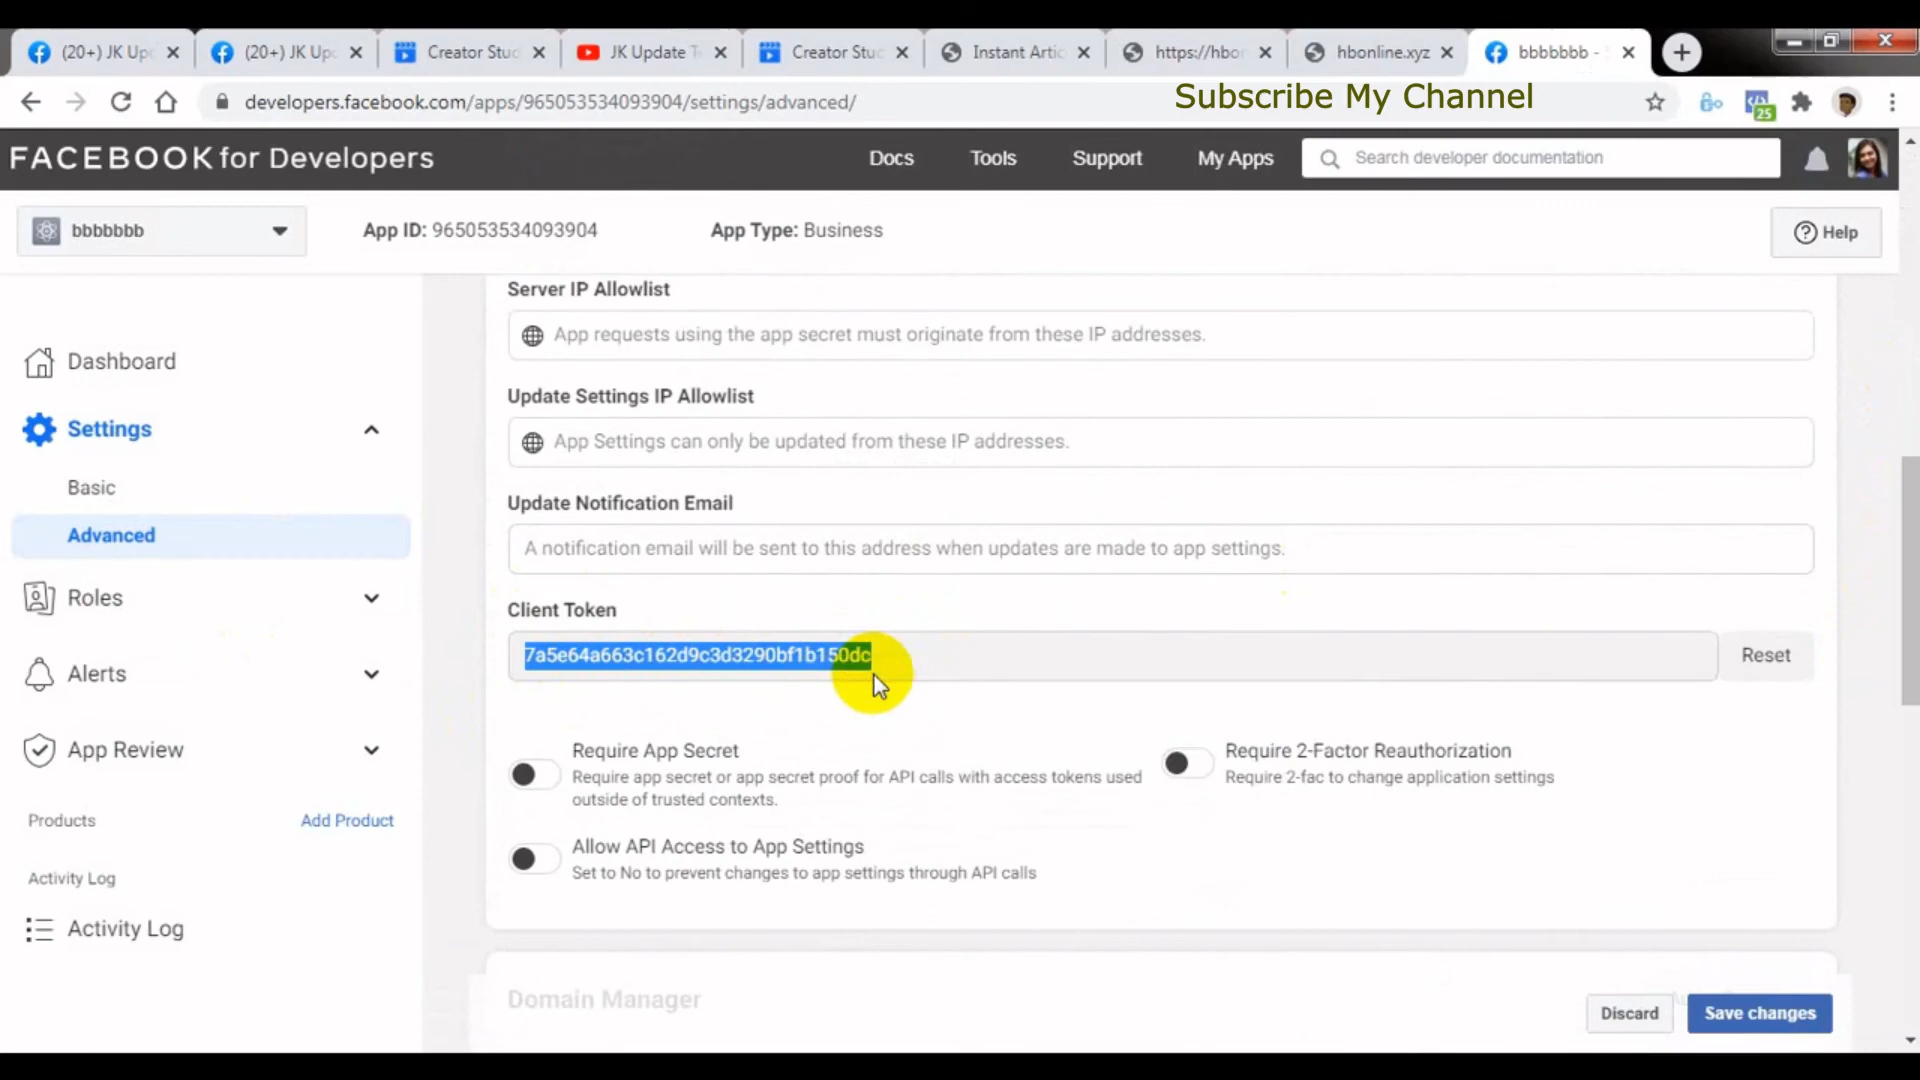 (20+) JK Up
(20+) JK Up
Creator Stud
JK Update T
Creator Stu
Instant Artic
https://hbo
hbonline.xyz
bbbbbbb -
developers.facebook.com/apps/965053534093904/settings/advanced/
Subscribe My Channel
25
FACEBOOK for Developers
Docs
Tools
Support
My Apps
Search developer documentation
bbbbbbb
App ID: 965053534093904
App Type: Business
Help
Dashboard
Settings
Basic
Advanced
Roles
Alerts
App Review
Products
Add Product
Activity Log
Activity Log
Server IP Allowlist
App requests using the app secret must originate from these IP addresses.
Update Settings IP Allowlist
App Settings can only be updated from these IP addresses.
Update Notification Email
A notification email will be sent to this address when updates are made to app settings.
Client Token
7a5e64a663c162d9c3d3290bf1b150dc
Reset
Require App Secret
Require app secret or app secret proof for API calls with access tokens used
outside of trusted contexts.
Require 2-Factor Reauthorization
Require 2-fac to change application settings
Allow API Access to App Settings
Set to No to prevent changes to app settings through API calls
Domain Manager
Discard
Save changes